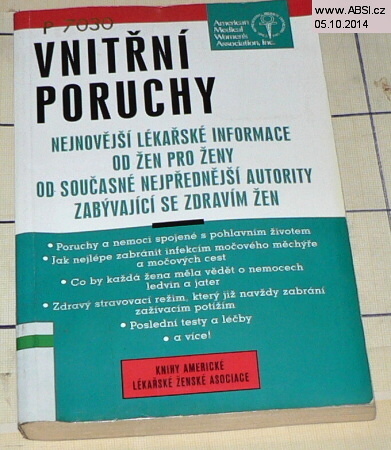 www.ABSI.cz
05.10.2014
P 7030
American
Medical
Women's
Association, Inc.
VNITŘNÍ
PORUCHY
NEJNOVĚJŠÍ LÉKAŘSKÉ INFORMACE
OD ŽEN PRO ŽENY
OD SOUČASNÉ NEJPŘEDNĚJŠÍ AUTORITY
ZABÝVAJÍCÍ SE ZDRAVÍM ŽEN
• Poruchy a nemoci spojené s pohlavním životem
• Jak nejlépe zabránit infekcím močového měchýře
a močových cest
• Co by každá žena měla vědět o nemocech
ledvin a jater
• Zdravý stravovací režim, který již navždy zabrání
zažívacím potížím
• Poslední testy a léčby
• a více!
KNIHY AMERICKÉ
LÉKAŘSKÉ ŽENSKÉ ASOCIACE